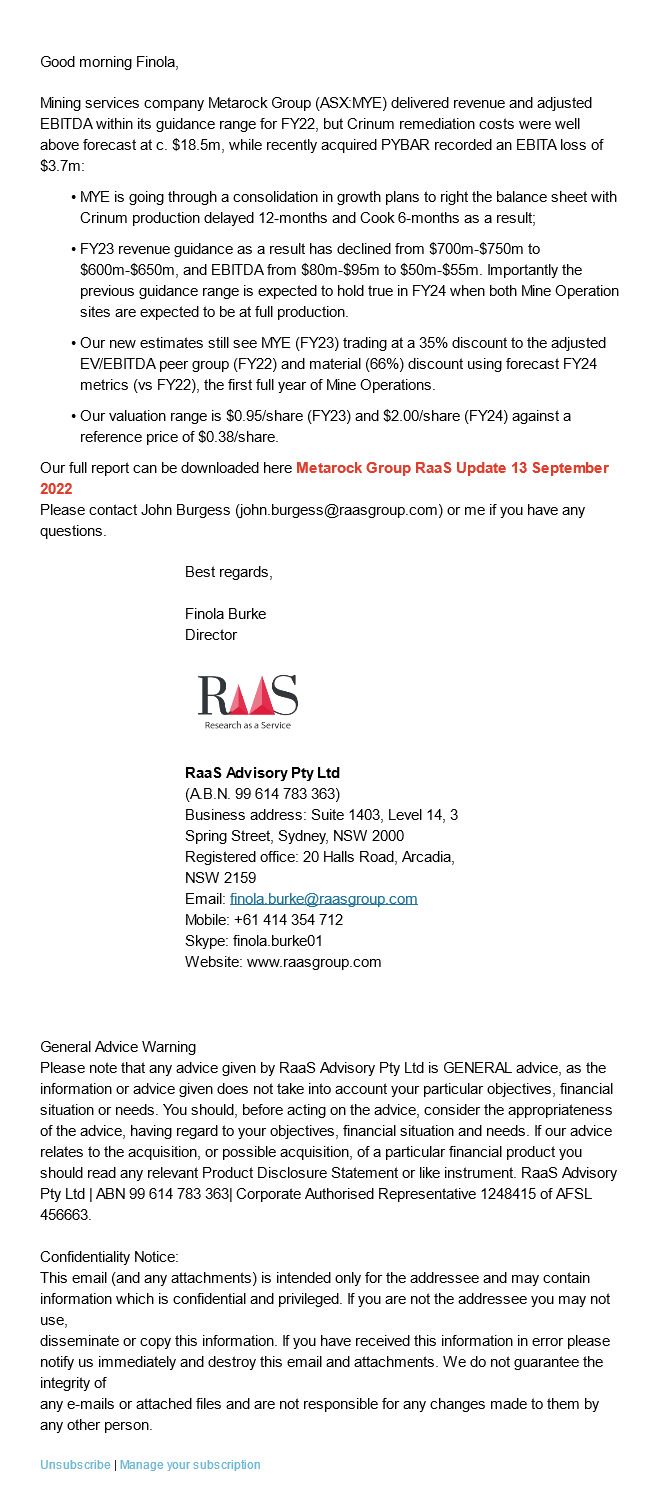 Good morning Finola,
Mining services company Metarock Group (ASX:MYE) delivered revenue and adjusted
EBITDA within its guidance range for FY22, but Crinum remediation costs were well
above forecast at c. $18.5m, while recently acquired PYBAR recorded an EBITA loss of
$3.7m:
• MYE is going through a consolidation in growth plans to right the balance sheet with
Crinum production delayed 12-months and Cook 6-months as a result;
• FY23 revenue guidance as a result has declined from $700m-$750m to
$600m-$650m, and EBITDA from $80m-$95m to $50m-$55m. Importantly the
previous guidance range is expected to hold true in FY24 when both Mine Operation
sites are expected to be at full production.
• Our new estimates still see MYE (FY23) trading at a 35% discount to the adjusted
EV/EBITDA peer group (FY22) and material (66%) discount using forecast FY24
metrics (vs FY22), the first full year of Mine Operations.
• Our valuation range is $0.95/share (FY23) and $2.00/share (FY24) against a
reference price of $0.38/share.
Our full report can be downloaded here Metarock Group RaaS Update 13 September
2022
Please contact John Burgess (john.burgess@raasgroup.com) or me if you have any
questions.
Best regards,
Finola Burke
Director
RAAS
Research as a Service
RaaS Advisory Pty Ltd
(A.B.N. 99 614 783 363)
Business address: Suite 1403, Level 14, 3
Spring Street, Sydney, NSW 2000
Registered office: 20 Halls Road, Arcadia,
NSW 2159
Email: finola.burke@raasgroup.com
Mobile: +61 414 354 712
Skype: finola.burke01
Website: www.raasgroup.com
General Advice Warning
Please note that any advice given by RaaS Advisory Pty Ltd is GENERAL advice, as the
information or advice given does not take into account your particular objectives, financial
situation or needs. You should, before acting on the advice, consider the appropriateness
of the advice, having regard to your objectives, financial situation and needs. If our advice
relates to the acquisition, or possible acquisition, of a particular financial product you
should read any relevant Product Disclosure Statement or like instrument. RaaS Advisory
Pty Ltd | ABN 99 614 783 363| Corporate Authorised Representative 1248415 of AFSL
456663.
Confidentiality Notice:
This email (and any attachments) is intended only for the addressee and may contain
information which is confidential and privileged. If you are not the addressee you may not
use,
disseminate or copy this information. If you have received this information in error please
notify us immediately and destroy this email and attachments. We do not guarantee the
integrity of
any e-mails or attached files and are not responsible for any changes made to them by
any other person.
Unsubscribe | Manage your subscription